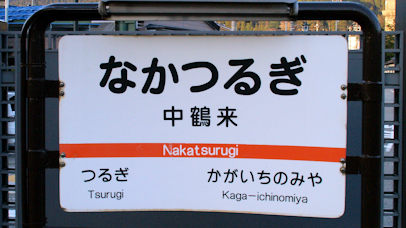 なかつるぎ
中鶴来
Nakatsurugi
つるぎ かがいちのみや
Tsurugi Kaga-ichinomiya